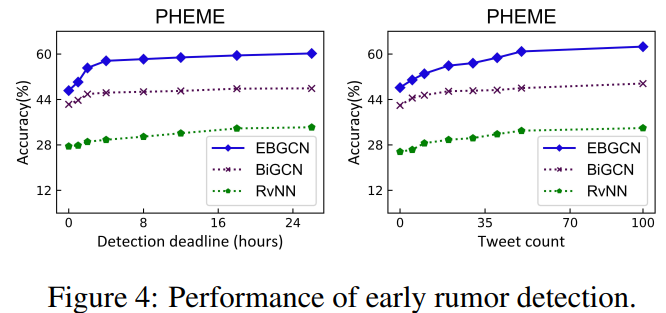 PHEME
Accuracy(%)
60
44
28
12
0
8
16
24
Detection deadline (hours)
EBGCN
BiGCN
RvNN
PHEME
Accuracy(%)
60
44
28
12
0
35
70
100
Tweet count
EBGCN
BiGCN
RvNN
Figure 4: Performance of early rumor detection.